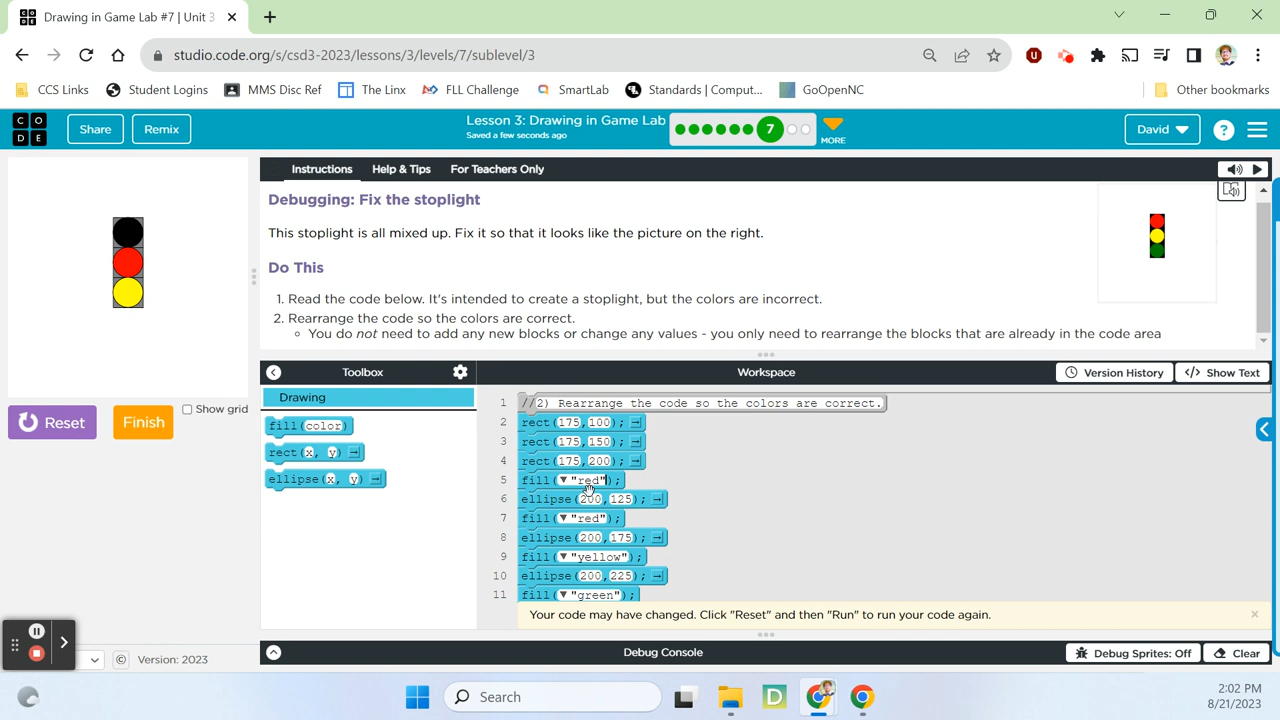 Drawing in Game Lab #7 | Unit 3
studio.code.org/s/csd3-2023/lessons/3/levels/7/sublevel/3
CCS Links
Student Logins
MMS Disc Ref
The Linx
FLL Challenge
SmartLab
Standards | Comput...
GoOpenNC
Other bookmarks
C O
D E
Share
Remix
Lesson 3: Drawing in Game Lab
Saved a few seconds ago
7
MORE
David
?
Instructions
Help & Tips
For Teachers Only
Debugging: Fix the stoplight
This stoplight is all mixed up. Fix it so that it looks like the picture on the right.
Do This
1. Read the code below. It's intended to create a stoplight, but the colors are incorrect.
2. Rearrange the code so the colors are correct.
You do not need to add any new blocks or change any values - you only need to rearrange the blocks that are already in the code area
Toolbox
Workspace
Version History
</> Show Text
Drawing
fill(color)
rect(x, y)
ellipse(x, y)
Reset
Finish
Show grid
1 //2) Rearrange the code so the colors are correct.
2 rect(175,100);
3 rect(175,150);
4 rect(175,200);
5 fill("red");
6 ellipse(200,125);
7 fill("red");
8 ellipse(200,175);
9 fill("yellow");
10 ellipse(200,225);
11 fill("green");
Your code may have changed. Click "Reset" and then "Run" to run your code again.
Debug Console
Debug Sprites: Off
Clear
© Version: 2023
Search
D
2:02 PM
8/21/2023